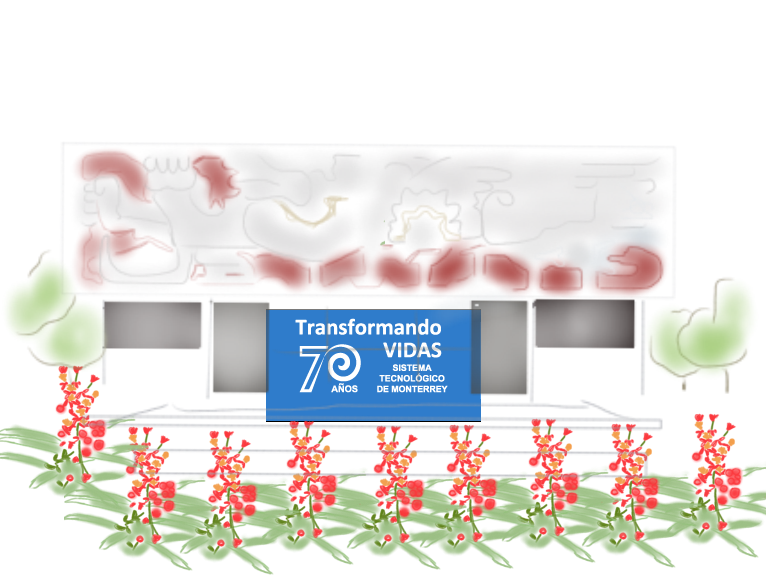 Transformando
VIDAS
70
AÑOS
SISTEMA
TECNOLÓGICO
DE MONTERREY